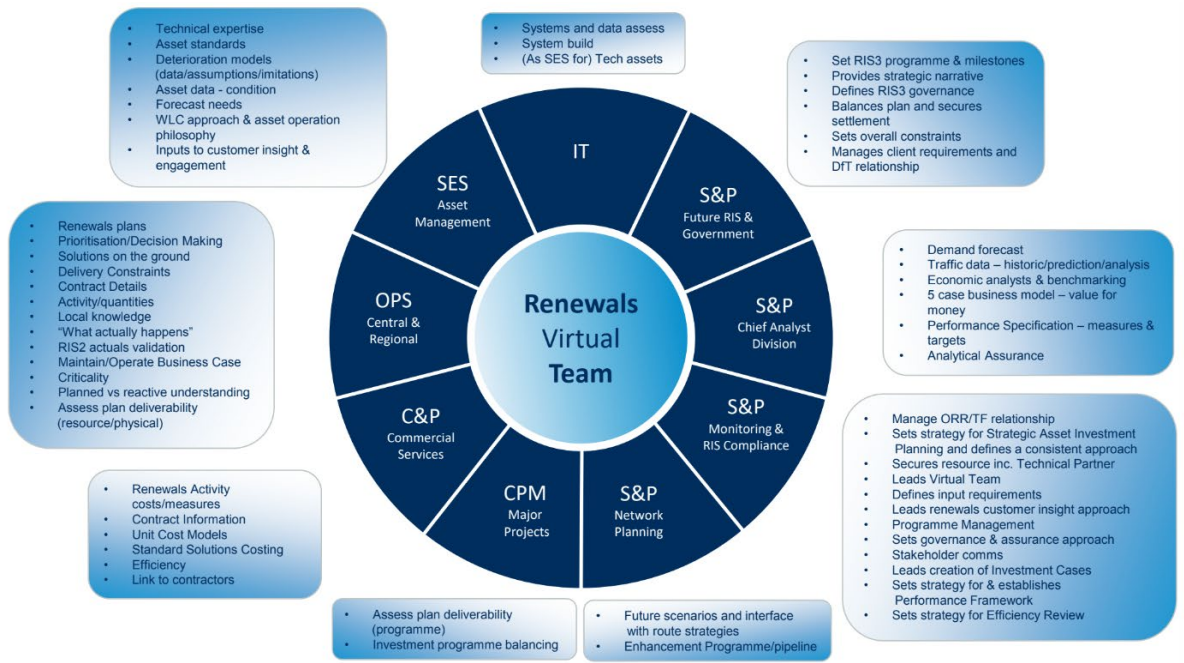 • Technical expertise
• Asset standards
• Deterioration models
(data/assumptions/imitations)
• Asset data - condition
• Forecast needs
• WLC approach & asset operation
philosophy
• Inputs to customer insight &
engagement
• Systems and data assess
• System build
• (As SES for) Tech assets
• Set RIS3 programme & milestones
• Provides strategic narrative
• Defines RIS3 governance
• Balances plan and secures
settlement
• Sets overall constraints
• Manages client requirements and
DfT relationship
• Renewals plans
• Prioritisation/Decision Making
• Solutions on the ground
• Delivery Constraints
• Contract Details
• Activity/quantities
• Local knowledge
• “What actually happens”
• RIS2 actuals validation
• Maintain/Operate Business Case
• Criticality
• Planned vs reactive understanding
• Assess plan deliverability
(resource/physical)
IT
SES
Asset
Management
S&P
Future RIS &
Government
OPS
Central &
Regional
Renewals
Virtual
Team
S&P
Chief Analyst
Division
C&P
Commercial
Services
S&P
Monitoring &
RIS Compliance
CPM
Major
Projects
S&P
Network
Planning
• Demand forecast
• Traffic data – historic/prediction/analysis
• Economic analysts & benchmarking
• 5 case business model – value for
money
• Performance Specification – measures &
targets
• Analytical Assurance
• Manage ORR/TF relationship
• Sets strategy for Strategic Asset Investment
Planning and defines a consistent approach
• Secures resource inc. Technical Partner
• Leads Virtual Team
• Defines input requirements
• Leads renewals customer insight approach
• Programme Management
• Sets governance & assurance approach
• Stakeholder comms
• Leads creation of Investment Cases
• Sets strategy for & establishes
Performance Framework
• Sets strategy for Efficiency Review
• Renewals Activity
costs/measures
• Contract Information
• Unit Cost Models
• Standard Solutions Costing
• Efficiency
• Link to contractors
• Assess plan deliverability
(programme)
• Investment programme balancing
• Future scenarios and interface
with route strategies
• Enhancement Programme/pipeline